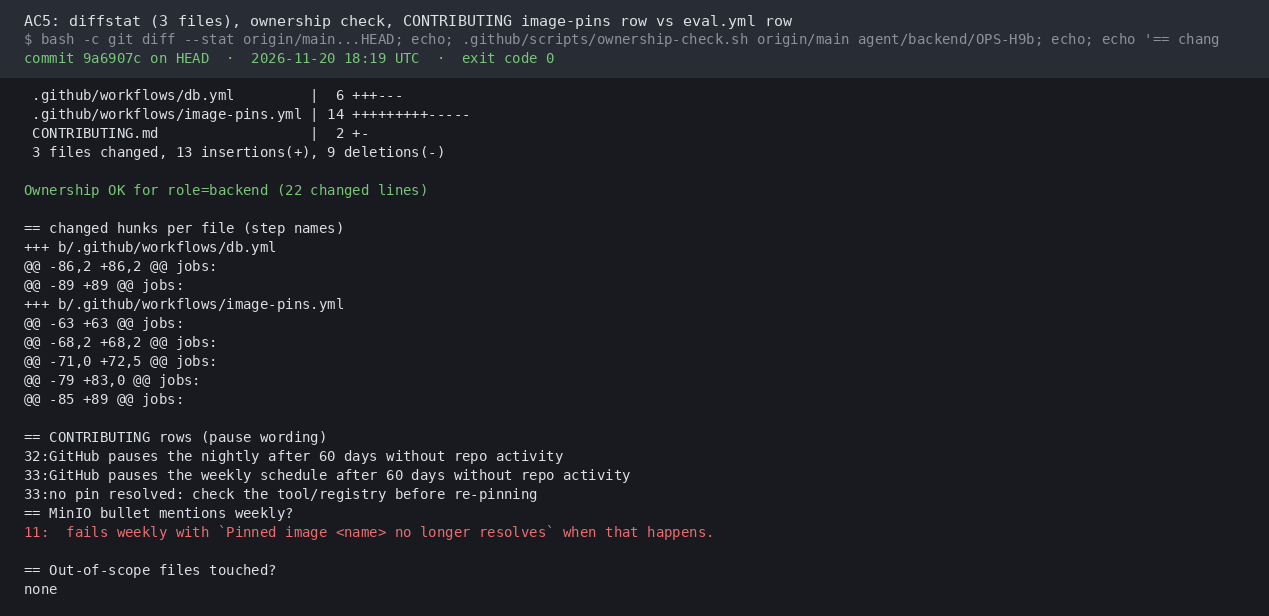 AC5: diffstat (3 files), ownership check, CONTRIBUTING image-pins row vs eval.yml row
$ bash -c git diff --stat origin/main...HEAD; echo; .github/scripts/ownership-check.sh origin/main agent/backend/OPS-H9b; echo; echo '== chang
commit 9a6907c on HEAD  ·  2026-11-20 18:19 UTC  ·  exit code 0
 .github/workflows/db.yml         |  6 +++---
 .github/workflows/image-pins.yml | 14 +++++++++-----
 CONTRIBUTING.md                  |  2 +-
 3 files changed, 13 insertions(+), 9 deletions(-)
Ownership OK for role=backend (22 changed lines)
== changed hunks per file (step names)
+++ b/.github/workflows/db.yml
@@ -86,2 +86,2 @@ jobs:
@@ -89 +89 @@ jobs:
+++ b/.github/workflows/image-pins.yml
@@ -63 +63 @@ jobs:
@@ -68,2 +68,2 @@ jobs:
@@ -71,0 +72,5 @@ jobs:
@@ -79 +83,0 @@ jobs:
@@ -85 +89 @@ jobs:
== CONTRIBUTING rows (pause wording)
32:GitHub pauses the nightly after 60 days without repo activity
33:GitHub pauses the weekly schedule after 60 days without repo activity
33:no pin resolved: check the tool/registry before re-pinning
== MinIO bullet mentions weekly?
11:  fails weekly with `Pinned image <name> no longer resolves` when that happens.
== Out-of-scope files touched?
none